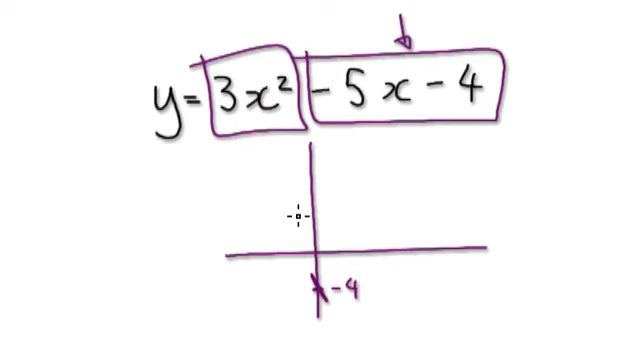 y = 3x² - 5x - 4
-4